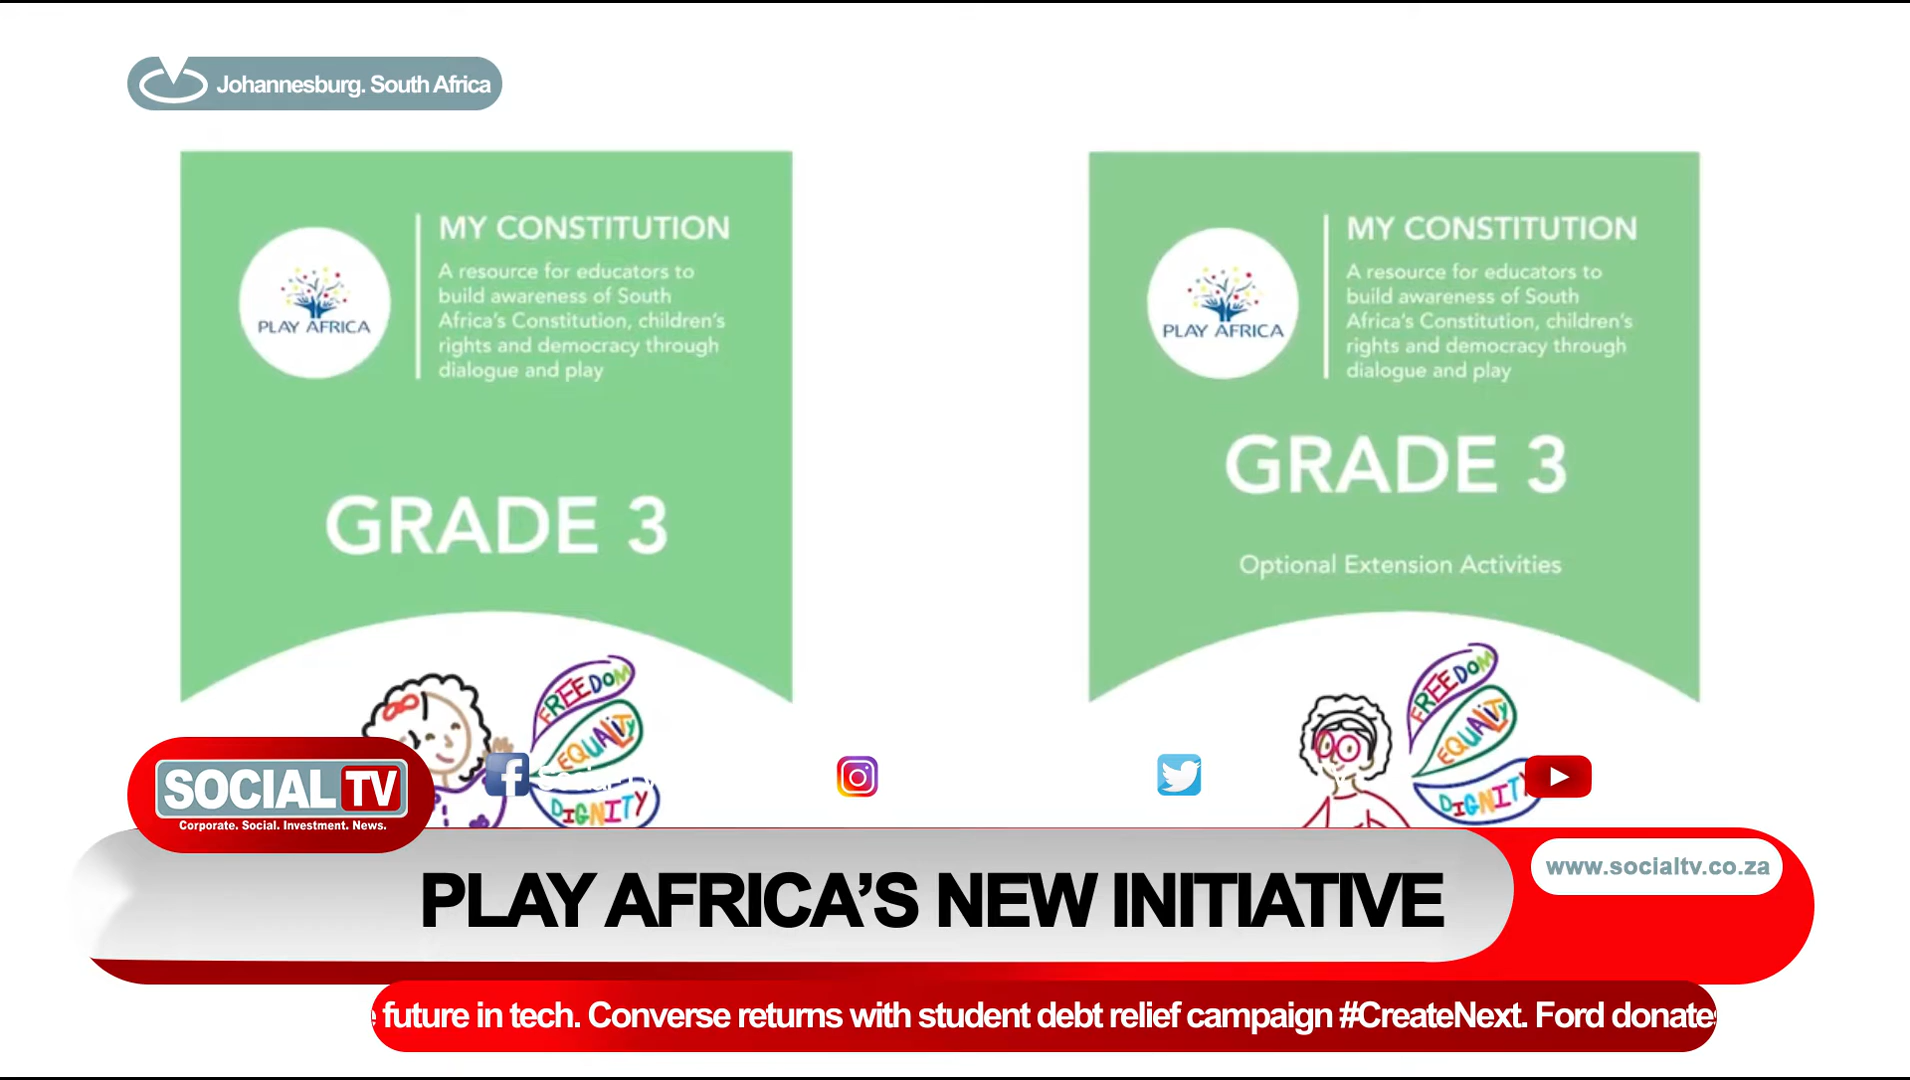 Johannesburg. South Africa
MY CONSTITUTION
A resource for educators to
build awareness of South
Africa's Constitution, children's
rights and democracy through
dialogue and play
PLAY AFRICA
GRADE 3
FREEDOM
EQUALITY
DIGNITY
MY CONSTITUTION
A resource for educators to
build awareness of South
Africa's Constitution, children's
rights and democracy through
dialogue and play
PLAY AFRICA
GRADE 3
Optional Extension Activities
FREEDOM
EQUALITY
DIGNITY
SOCIAL TV
Corporate. Social. Investment. News.
www.socialtv.co.za
PLAY AFRICA’S NEW INITIATIVE
future in tech. Converse returns with student debt relief campaign #CreateNext. Ford donates